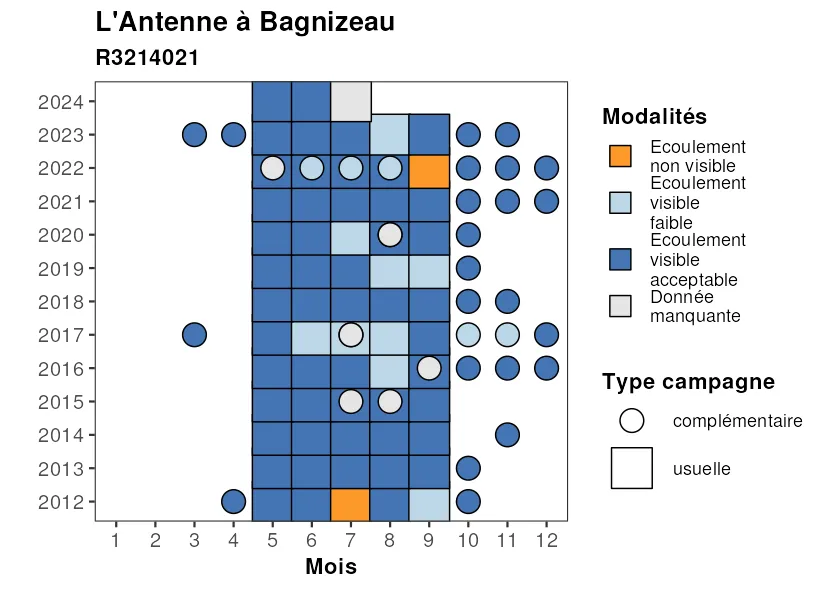 L'Antenne à Bagnizeau
R3214021
2024
2023
2022
2021
2020
2019
2018
2017
2016
2015
2014
2013
2012
1 2 3 4 5 6 7 8 9 10 11 12
Mois
Modalités
Ecoulement
non visible
Ecoulement
visible
faible
Ecoulement
visible
acceptable
Donnée
manquante
Type campagne
complémentaire
usuelle